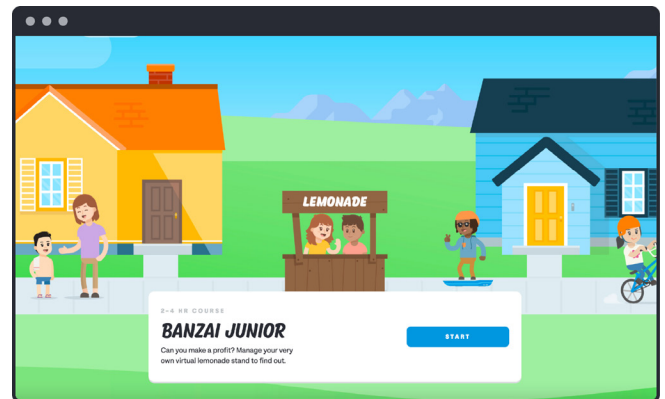 LEMONADE
2-4 HR COURSE
BANZAI JUNIOR
Can you make a profit? Manage your very
own virtual lemonade stand to find out.
START